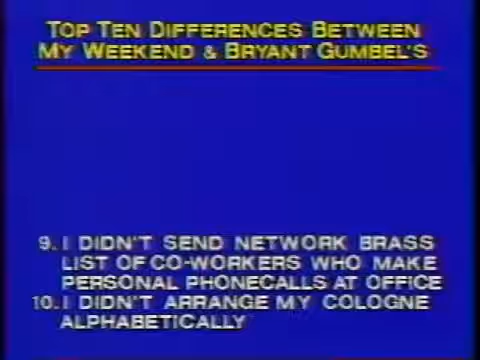 TOP TEN DIFFERENCES BETWEEN
MY WEEKEND & BRYANT GUMBEL'S
9. I DIDN'T SEND NETWORK BRASS
LIST OF CO-WORKERS WHO MAKE
PERSONAL PHONECALLS AT OFFICE
10. I DIDN'T ARRANGE MY COLOGNE
ALPHABETICALLY